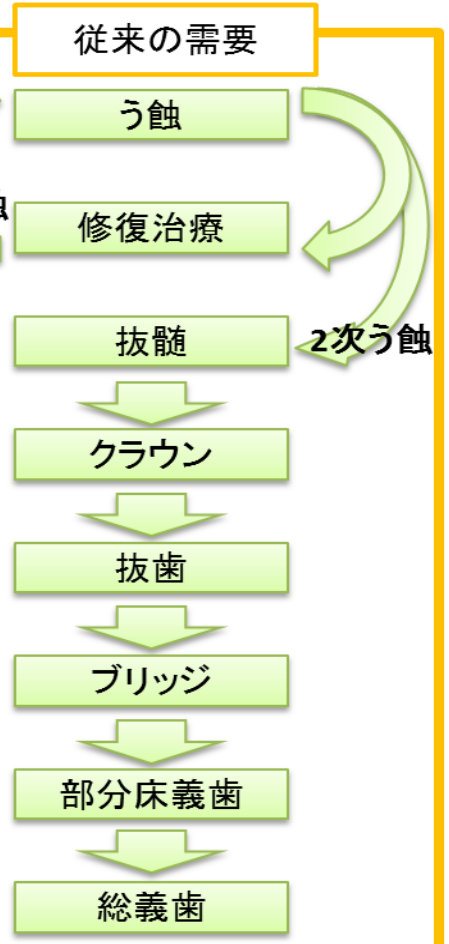 従来の需要
う蝕
修復治療
抜髄
2次う蝕
クラウン
抜歯
ブリッジ
部分床義歯
総義歯